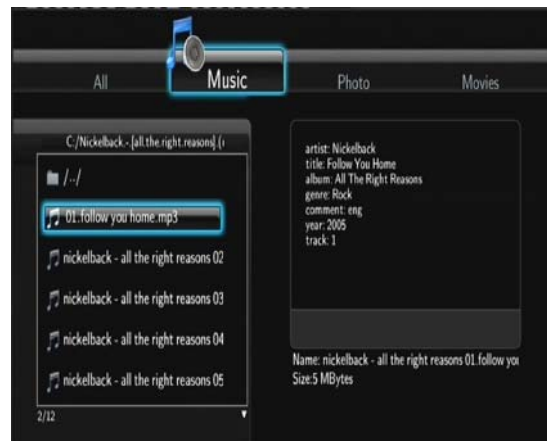 All
Music
Photo
Movies
C:/Nickelback.-.[all.the.right.reasons].(
/../
01.follow you home.mp3
nickelback - all the right reasons 02
nickelback - all the right reasons 03
nickelback - all the right reasons 04
nickelback - all the right reasons 05
2/12
artist: Nickelback
title: Follow You Home
album: All The Right Reasons
genre: Rock
comment: eng
year: 2005
track: 1
Name: nickelback - all the right reasons 01.follow you
Size:5 MBytes